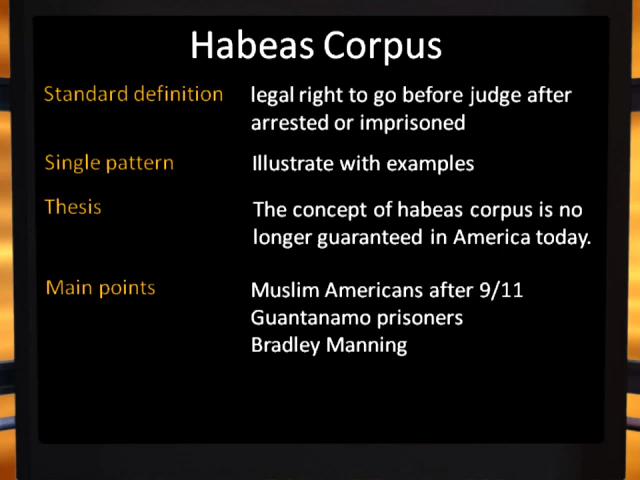 Habeas Corpus
Standard definition legal right to go before judge after
arrested or imprisoned
Single pattern Illustrate with examples
Thesis The concept of habeas corpus is no
longer guaranteed in America today.
Main points Muslim Americans after 9/11
Guantanamo prisoners
Bradley Manning